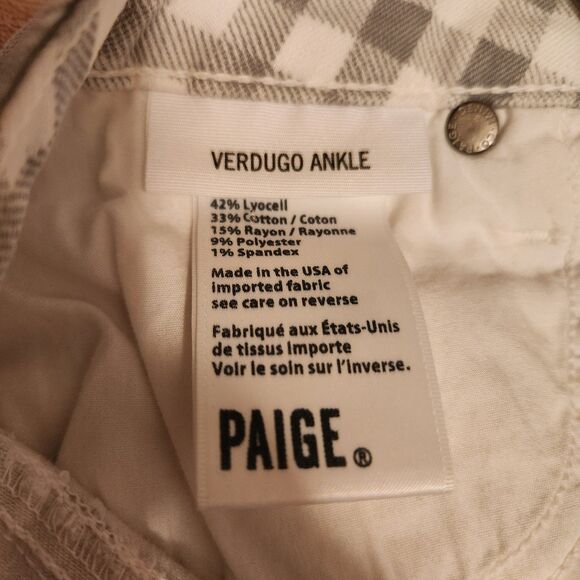 VERDUGO ANKLE
42% Lyocell
33% Cotton / Coton
15% Rayon / Rayonne
9% Polyester
1% Spandex
Made in the USA of
imported fabric
see care on reverse
Fabriqué aux États-Unis
de tissus importe
Voir le soin sur l'inverse.
PAIGE®